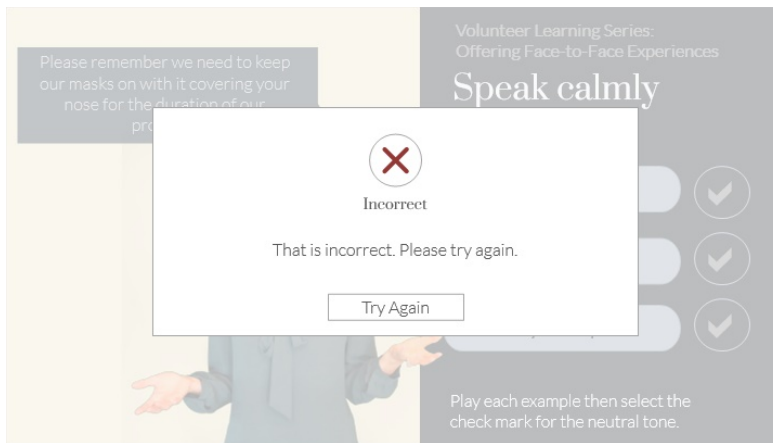 Please remember we need to keep
our masks on with it covering your
nose for the duration of our
Volunteer Learning Series:
Offering Face-to-Face Experiences
Speak calmly
Incorrect
That is incorrect. Please try again.
Try Again
Play each example then select the
check mark for the neutral tone.